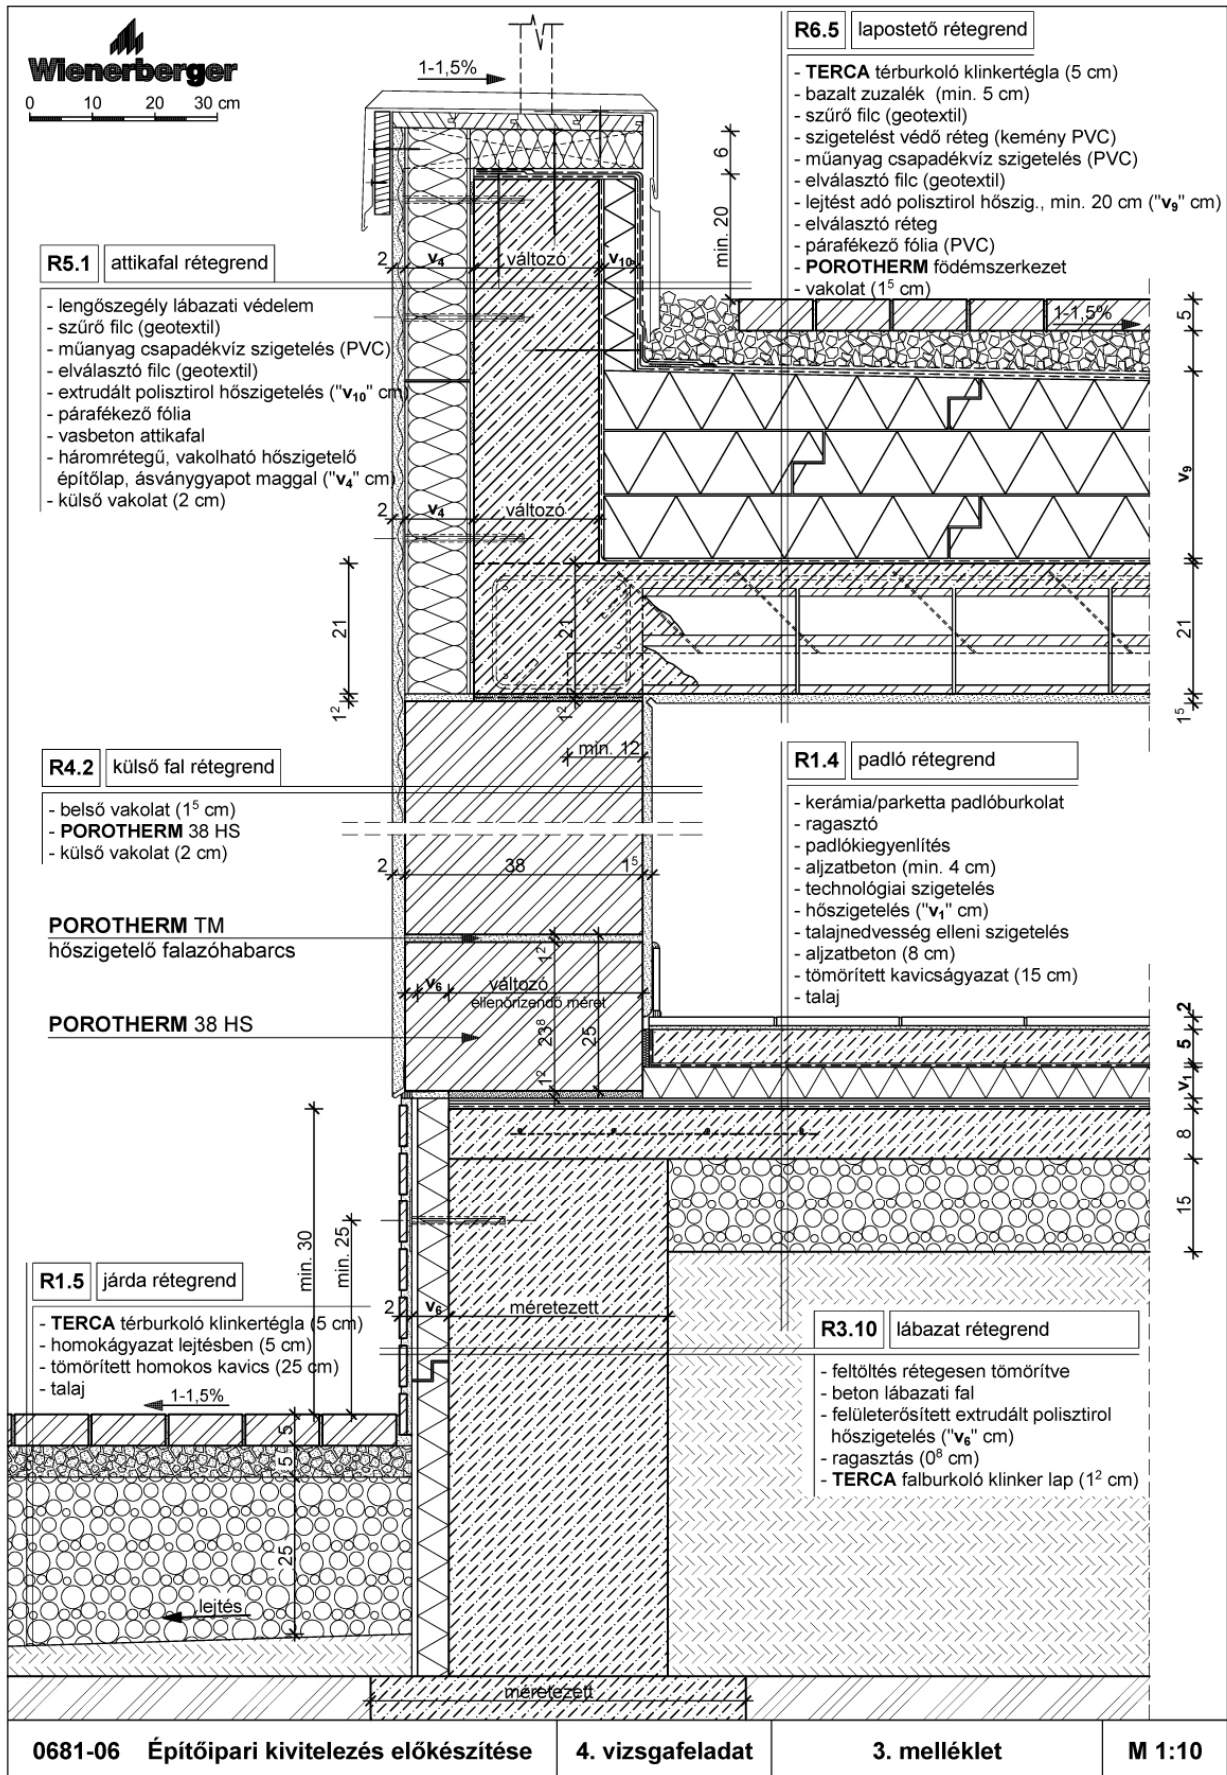 Wienerberger
0 10 20 30 cm
1-1,5%
R6.5 lapostető rétegrend
- TERCA térburkoló klinkertégla (5 cm)
- bazalt zuzalék (min. 5 cm)
- szűrő filc (geotextil)
- szigetelést védő réteg (kemény PVC)
- műanyag csapadékvíz szigetelés (PVC)
- elválasztó filc (geotextil)
- lejtést adó polisztirol hőszig., min. 20 cm ("v₉" cm)
- elválasztó réteg
- párafékező fólia (PVC)
- POROTHERM födémszerkezet
- vakolat (1⁵ cm)
6
min. 20
R5.1 attikafal rétegrend
2 v₄ változó v₁₀
- lengőszegély lábazati védelem
- szűrő filc (geotextil)
- műanyag csapadékvíz szigetelés (PVC)
- elválasztó filc (geotextil)
- extrudált polisztirol hőszigetelés ("v₁₀" cm)
- párafékező fólia
- vasbeton attikafal
- háromrétegű, vakolható hőszigetelő
építőlap, ásványgyapot maggal ("v₄" cm)
- külső vakolat (2 cm)
1-1,5%
5
v₉
2 v₄ változó
21
21
21
1²
1²
1⁵
min. 12
R4.2 külső fal rétegrend
- belső vakolat (1⁵ cm)
- POROTHERM 38 HS
- külső vakolat (2 cm)
2 38 1⁵
R1.4 padló rétegrend
- kerámia/parketta padlóburkolat
- ragasztó
- padlókiegyenlítés
- aljzatbeton (min. 4 cm)
- technológiai szigetelés
- hőszigetelés ("v₁" cm)
- talajnedvesség elleni szigetelés
- aljzatbeton (8 cm)
- tömörített kavicságyazat (15 cm)
- talaj
POROTHERM TM
hőszigetelő falazóhabarcs
1²
v₆ változó
ellenőrizendő méret
POROTHERM 38 HS
23⁸
25
1²
2
5
v₁
8
15
min. 30
min. 25
R1.5 járda rétegrend
- TERCA térburkoló klinkertégla (5 cm)
- homokágyazat lejtésben (5 cm)
- tömörített homokos kavics (25 cm)
- talaj
1-1,5%
2 v₆ méretezett
R3.10 lábazat rétegrend
- feltöltés rétegesen tömörítve
- beton lábazati fal
- felületerősített extrudált polisztirol
hőszigetelés ("v₆" cm)
- ragasztás (0⁸ cm)
- TERCA falburkoló klinker lap (1² cm)
5
5
25
lejtés
méretezett
0681-06 Építőipari kivitelezés előkészítése 4. vizsgafeladat 3. melléklet M 1:10